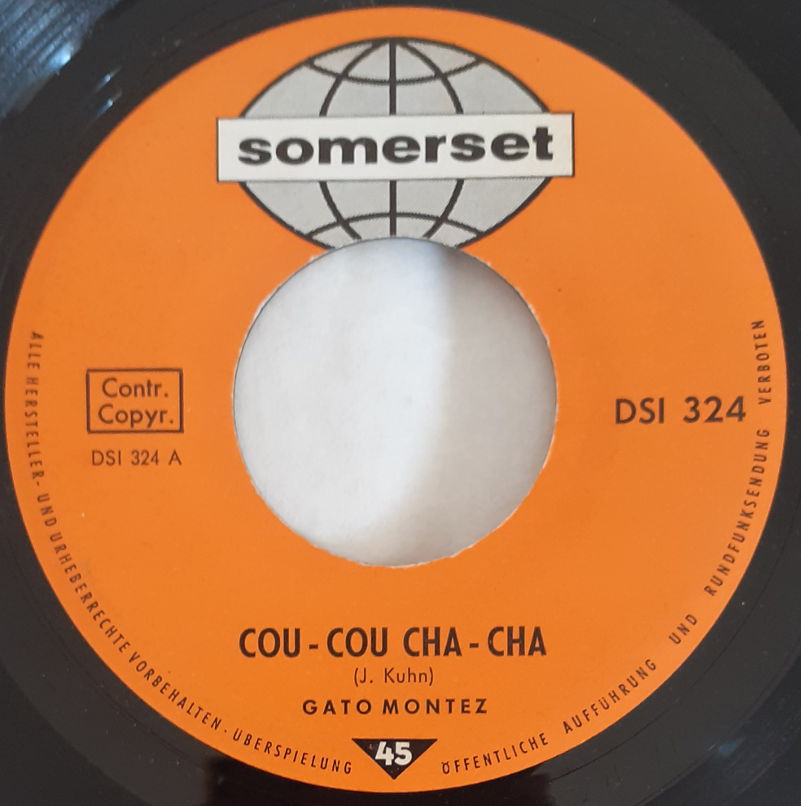 somerset
Contr.
Copyr.
DSI 324 A
DSI 324
COU - COU CHA - CHA
(J. Kuhn)
GATO MONTEZ
45
ALLE HERSTELLER- UND URHEBERRECHTE VORBEHALTEN · ÜBERSPIELUNG ÖFFENTLICHE AUFFÜHRUNG UND RUNDFUNKSENDUNG VERBOTEN